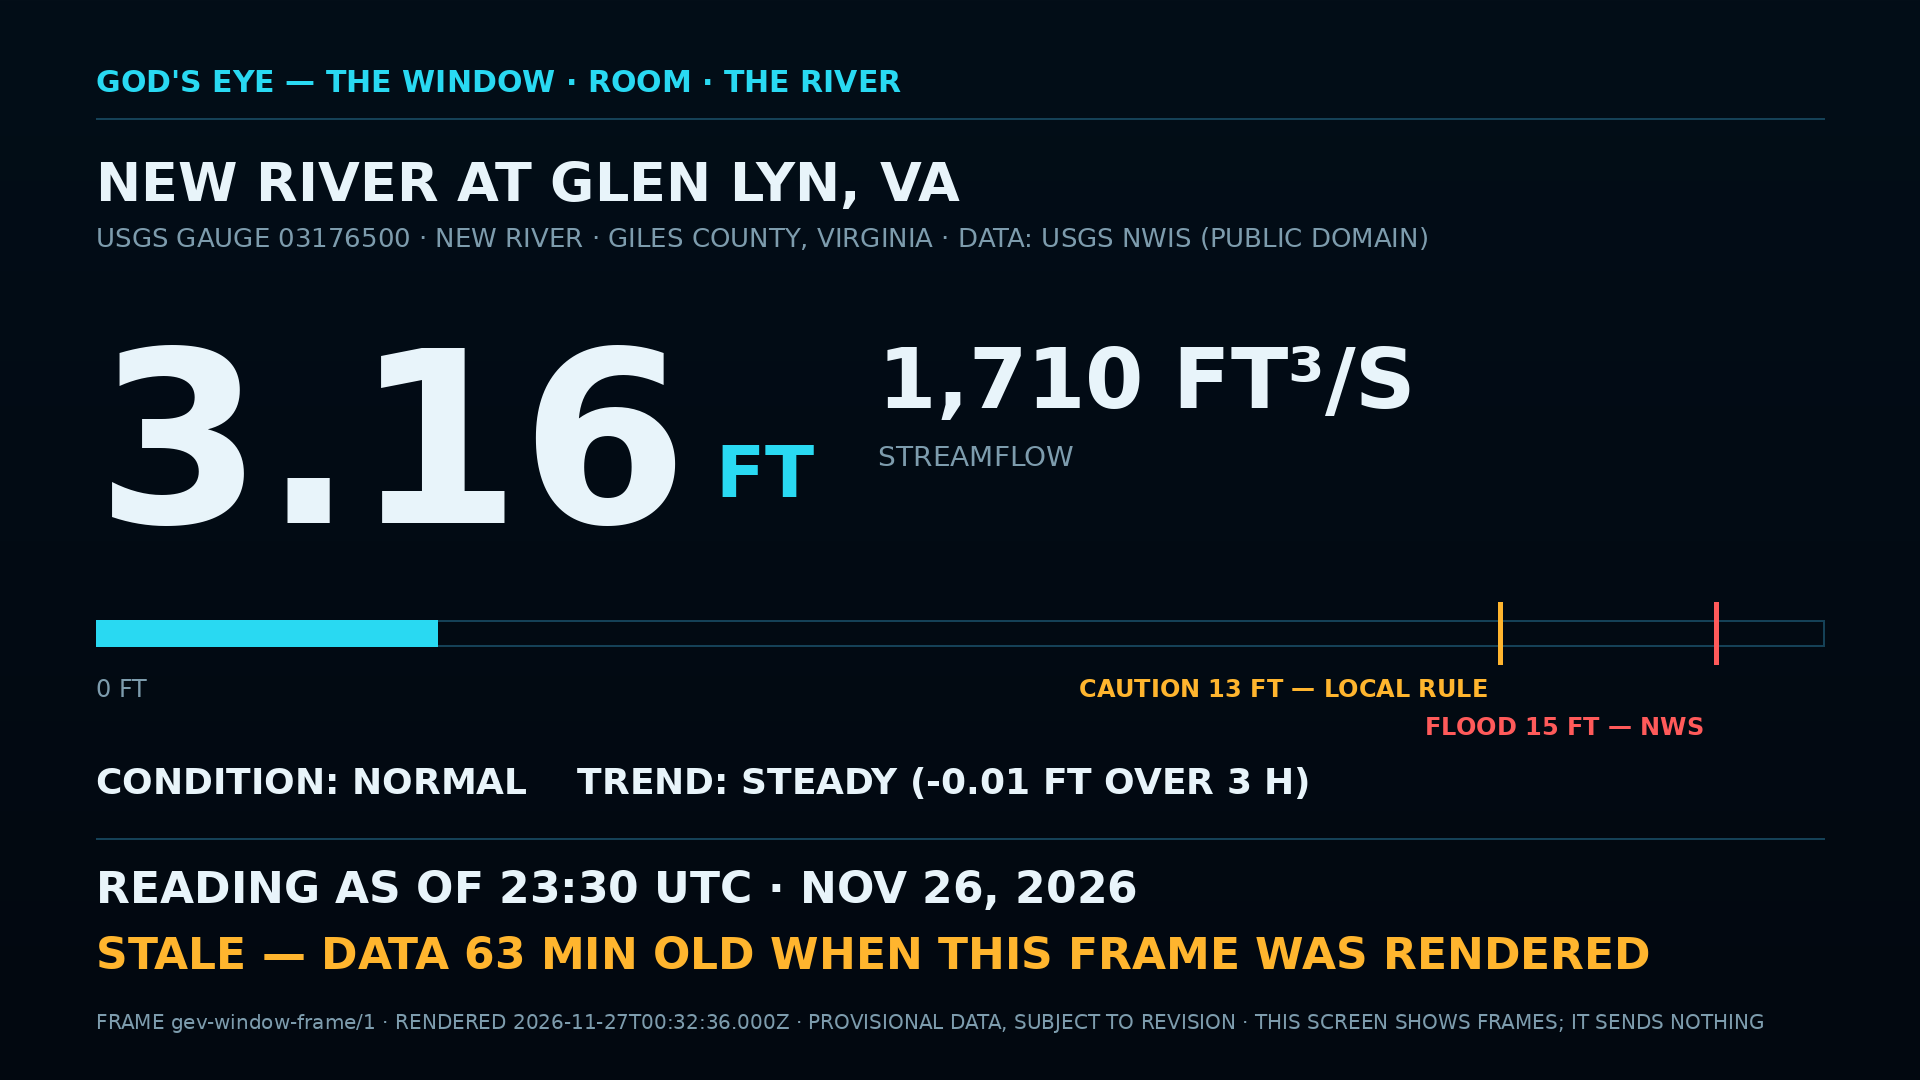 GOD'S EYE — THE WINDOW · ROOM · THE RIVER
NEW RIVER AT GLEN LYN, VA
USGS GAUGE 03176500 · NEW RIVER · GILES COUNTY, VIRGINIA · DATA: USGS NWIS (PUBLIC DOMAIN)
3.16 FT
1,710 FT³/S
STREAMFLOW
0 FT
CAUTION 13 FT — LOCAL RULE
FLOOD 15 FT — NWS
CONDITION: NORMAL TREND: STEADY (-0.01 FT OVER 3 H)
READING AS OF 23:30 UTC · NOV 26, 2026
STALE — DATA 63 MIN OLD WHEN THIS FRAME WAS RENDERED
FRAME gev-window-frame/1 · RENDERED 2026-11-27T00:32:36.000Z · PROVISIONAL DATA, SUBJECT TO REVISION · THIS SCREEN SHOWS FRAMES; IT SENDS NOTHING